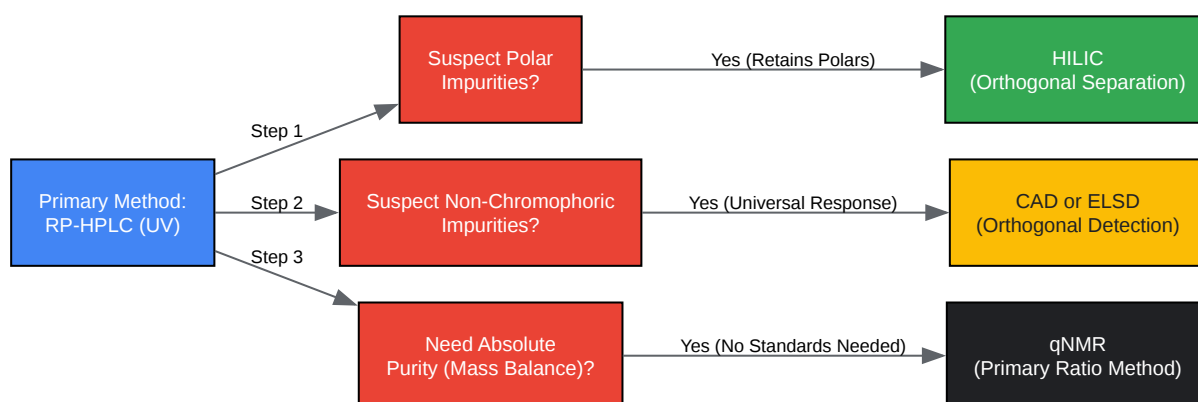 Primary Method:
RP-HPLC (UV)
Step 1
Suspect Polar
Impurities?
Yes (Retains Polars)
HILIC
(Orthogonal Separation)
Step 2
Suspect Non-Chromophoric
Impurities?
Yes (Universal Response)
CAD or ELSD
(Orthogonal Detection)
Step 3
Need Absolute
Purity (Mass Balance)?
Yes (No Standards Needed)
qNMR
(Primary Ratio Method)